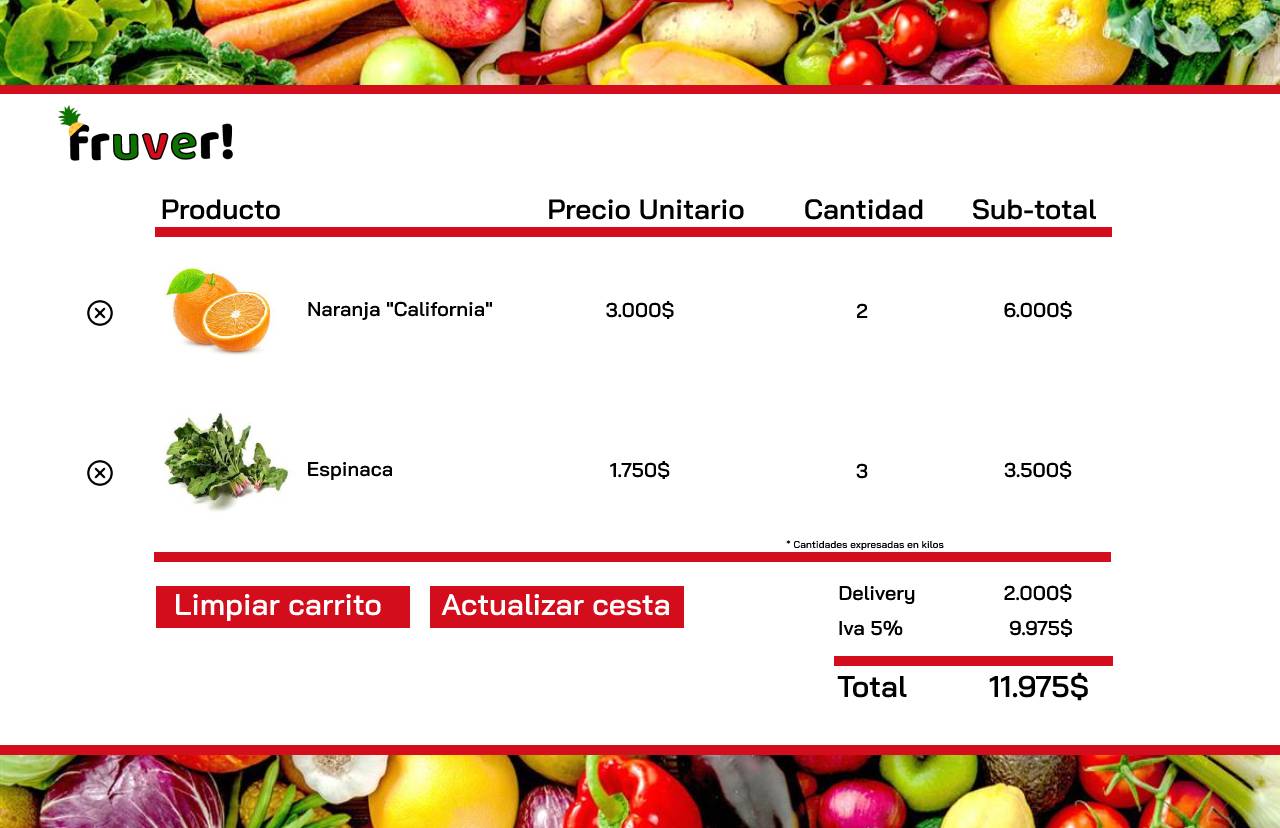 fruver!
Producto Precio Unitario Cantidad Sub-total
Naranja "California" 3.000$ 2 6.000$
Espinaca 1.750$ 3 3.500$
* Cantidades expresadas en kilos
Limpiar carrito Actualizar cesta
Delivery 2.000$
Iva 5% 9.975$
Total 11.975$